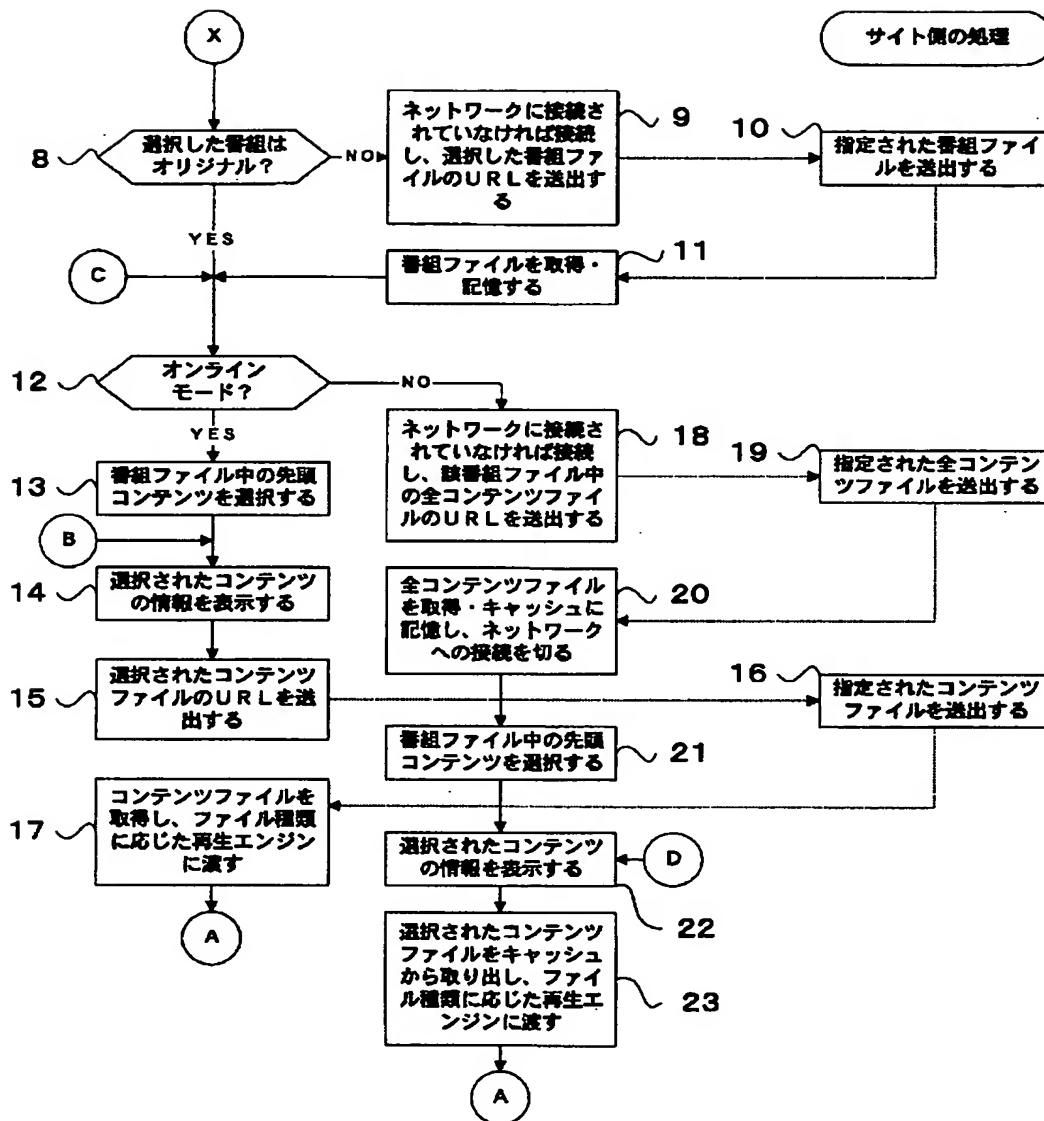 X
サイト側の処理
8
選択した番組は
オリジナル？
NO
ネットワークに接続さ
れていなければ接続
し、選択した番組ファ
イルのURLを送出す
る
9
10
指定された番組ファイ
ルを送出する
YES
C
番組ファイルを取得・
記憶する
11
12
オンライン
モード？
NO
YES
ネットワークに接続さ
れていなければ接続
し、該番組ファイル中
の全コンテンツファイ
ルのURLを送出する
18
19
指定された全コンテン
ツファイルを送出する
13
番組ファイル中の先頭
コンテンツを選択する
B
14
選択されたコンテンツ
の情報を表示する
全コンテンツファイル
を取得・キャッシュに
記憶し、ネットワーク
への接続を切る
20
15
選択されたコンテンツ
ファイルのURLを送
出する
16
指定されたコンテンツ
ファイルを送出する
番組ファイル中の先頭
コンテンツを選択する
21
17
コンテンツファイルを
取得し、ファイル種類
に応じた再生エンジン
に渡す
選択されたコンテンツ
の情報を表示する
D
22
A
選択されたコンテンツ
ファイルをキャッシュ
から取り出し、ファイ
ル種類に応じた再生エ
ンジンに渡す
23
A